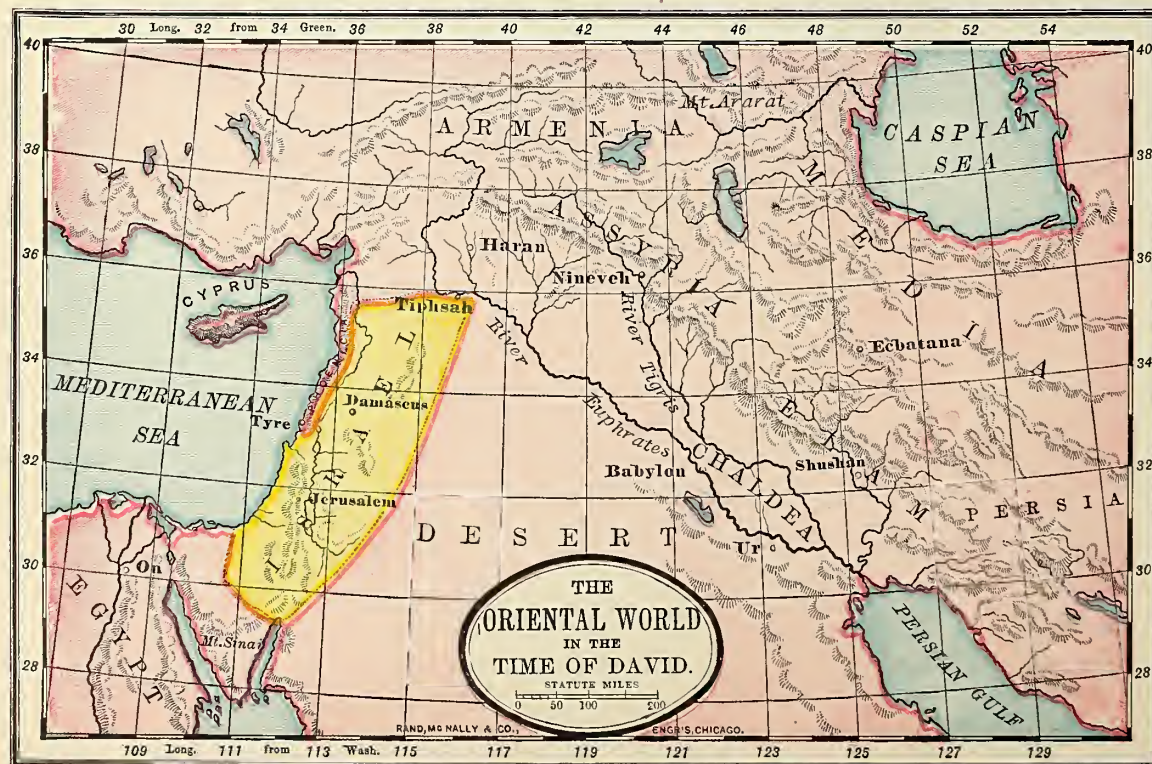 30 Long. 32 from 34 Green. 36 38 40 42 44 46 48 50 52 54
40 40
Mt. Ararat
ARMENIA
CASPIAN
SEA
38 38
MEDIA
ASSYRIA
Haran
36 36
Nineveh
CYPRUS
Tiphsah
River
River
Tigris
PHENICIA
Ecbatana
34 34
MEDITERRANEAN
SEA
ISRAEL
Damascus
Tyre
Euphrates
ELAM
Babylon
CHALDEA
Shushan
32 32
Jerusalem
PERSIA
DESERT
Ur
On
30 30
EGYPT
Mt. Sinai
PERSIAN GULF
28 28
THE
ORIENTAL WORLD
IN THE
TIME OF DAVID.
STATUTE MILES
0 50 100 200
RAND, MCNALLY & CO., ENGR'S, CHICAGO.
109 Long. 111 from 113 Wash. 115 117 119 121 123 125 127 129